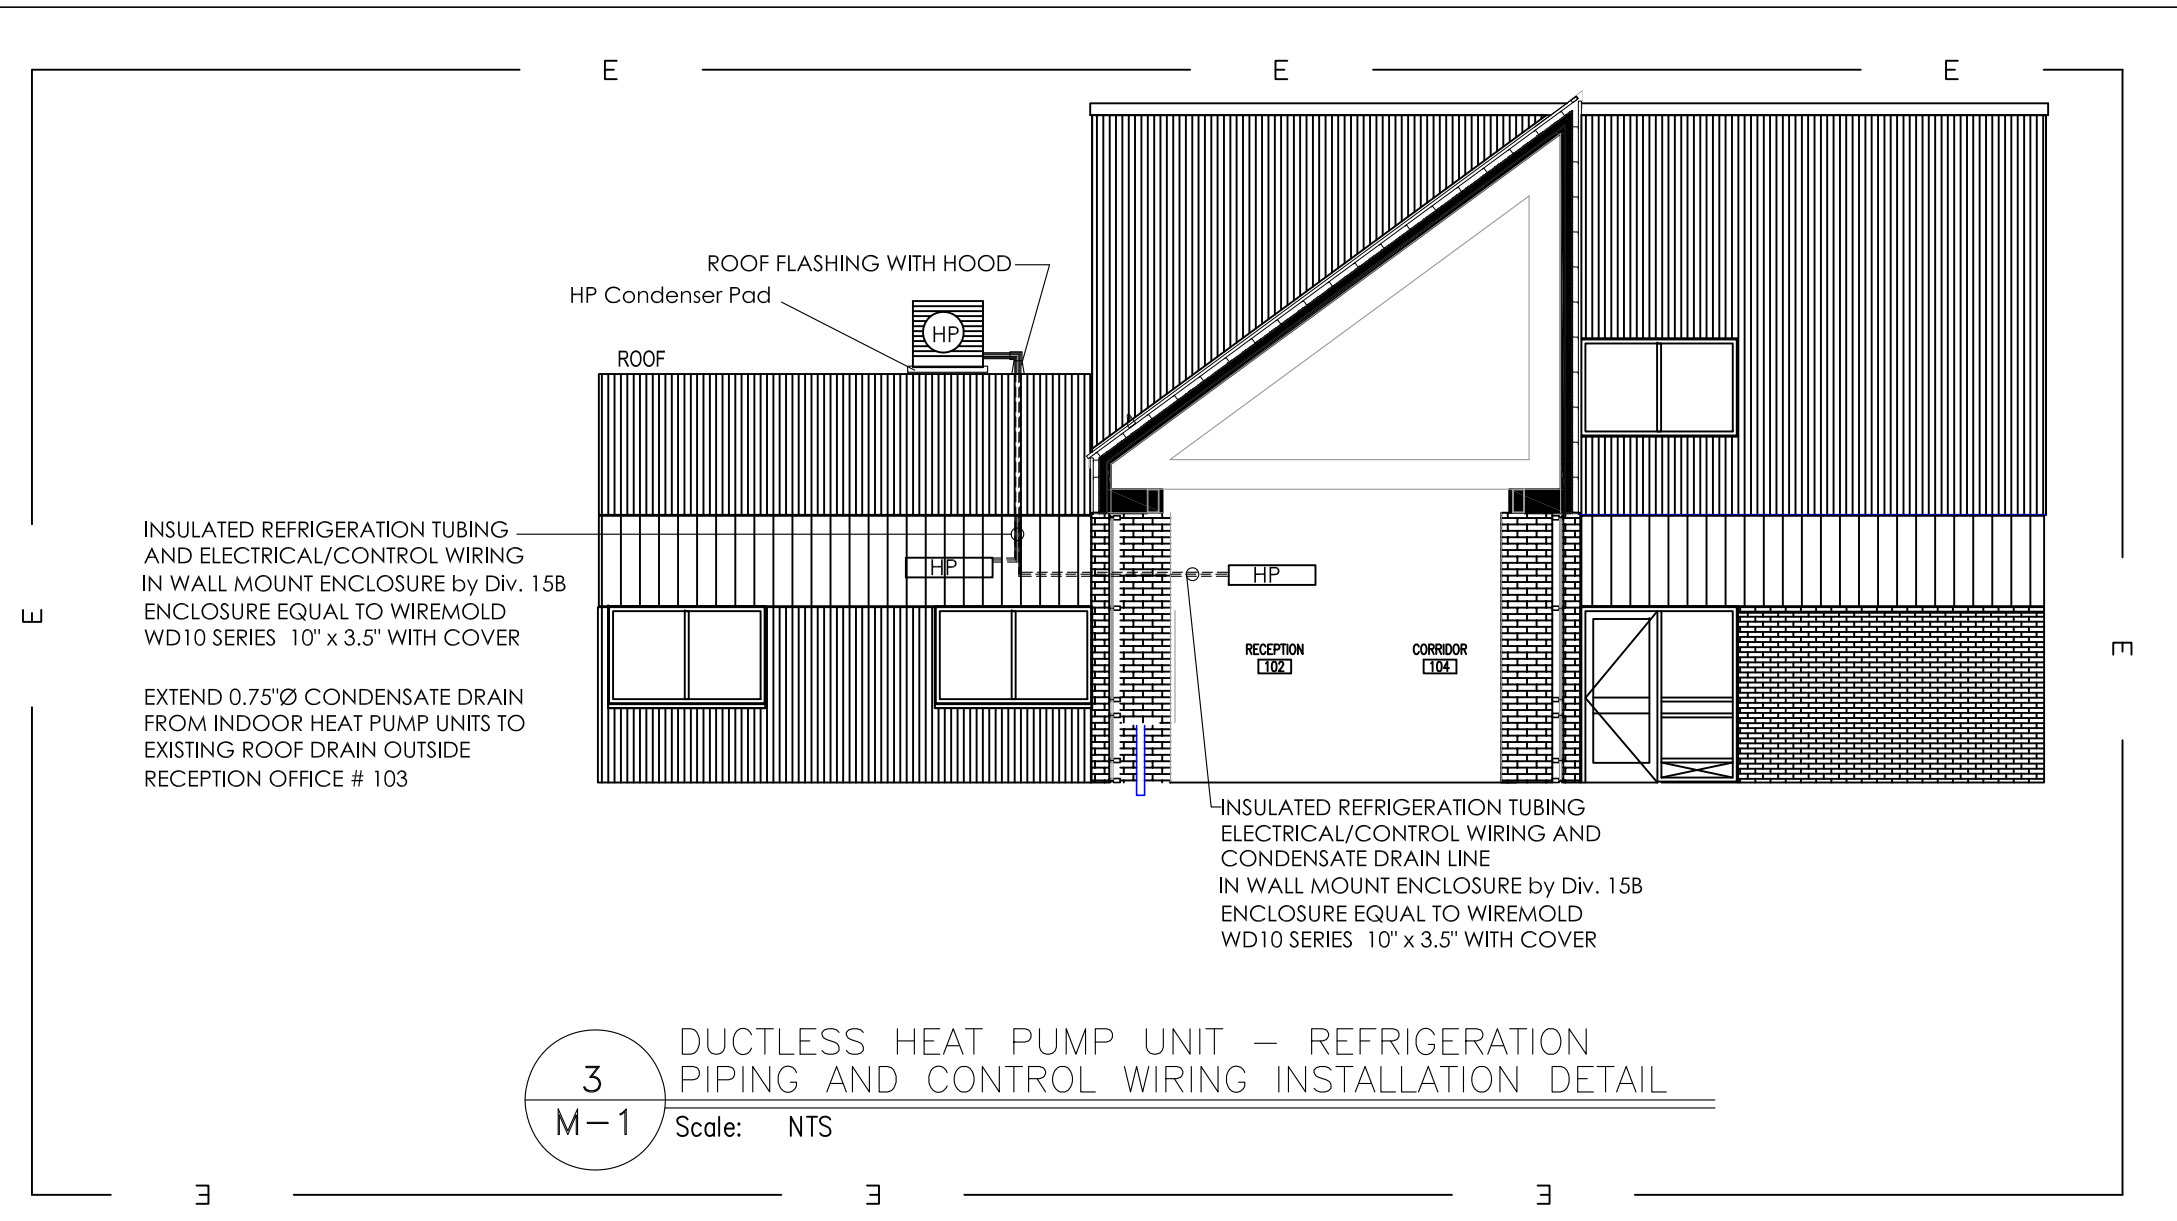 E E E
ROOF FLASHING WITH HOOD
HP Condenser Pad
HP
ROOF
INSULATED REFRIGERATION TUBING
AND ELECTRICAL/CONTROL WIRING
IN WALL MOUNT ENCLOSURE by Div. 15B
ENCLOSURE EQUAL TO WIREMOLD
WD10 SERIES 10" x 3.5" WITH COVER
HP
HP
E
E
RECEPTION
102
CORRIDOR
104
EXTEND 0.75"Ø CONDENSATE DRAIN
FROM INDOOR HEAT PUMP UNITS TO
EXISTING ROOF DRAIN OUTSIDE
RECEPTION OFFICE # 103
INSULATED REFRIGERATION TUBING
ELECTRICAL/CONTROL WIRING AND
CONDENSATE DRAIN LINE
IN WALL MOUNT ENCLOSURE by Div. 15B
ENCLOSURE EQUAL TO WIREMOLD
WD10 SERIES 10" x 3.5" WITH COVER
3
M-1
DUCTLESS HEAT PUMP UNIT - REFRIGERATION
PIPING AND CONTROL WIRING INSTALLATION DETAIL
Scale: NTS
E E E